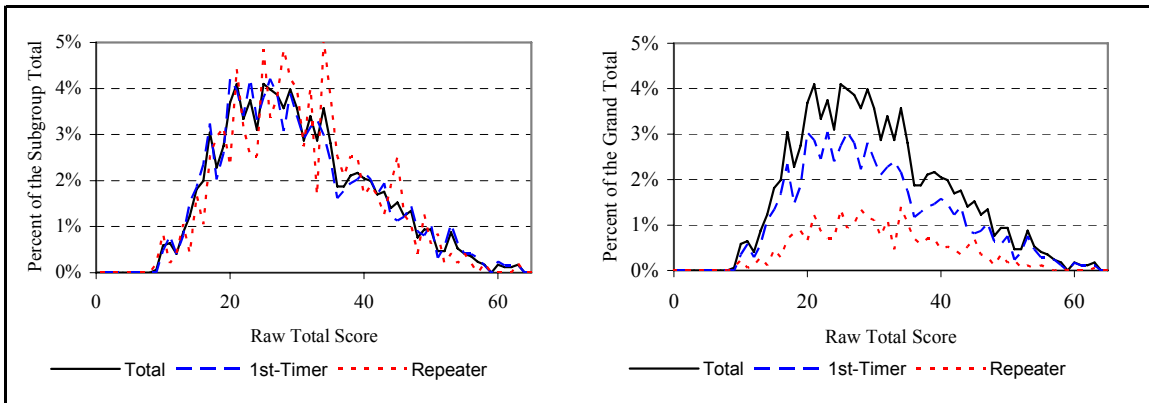 Percent of the Subgroup Total
5%
4%
3%
2%
1%
0%
0 20 40 60
Raw Total Score
Total 1st-Timer Repeater
Percent of the Grand Total
5%
4%
3%
2%
1%
0%
0 20 40 60
Raw Total Score
Total 1st-Timer Repeater